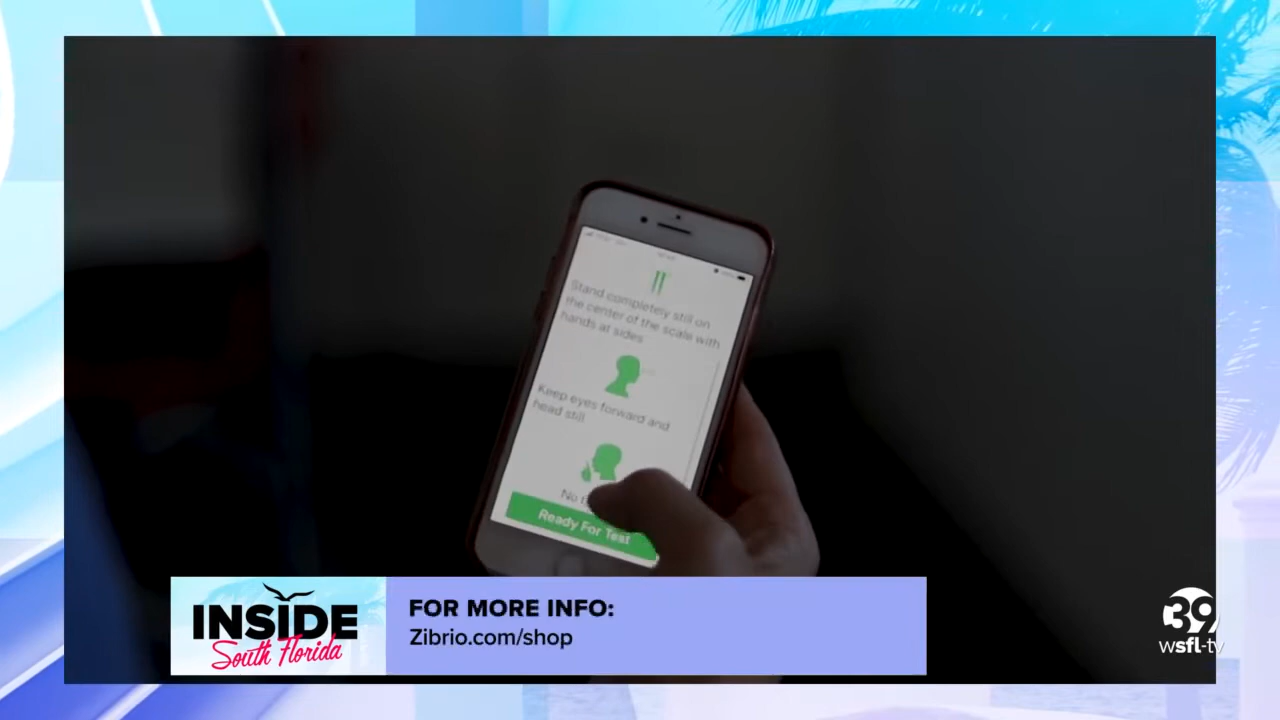 Stand completely still on
the center of the scale with
hands at sides
Keep eyes forward and
head still
No
Ready For Test
INSIDE
South Florida
FOR MORE INFO:
Zibrio.com/shop
39
wsfl-tv